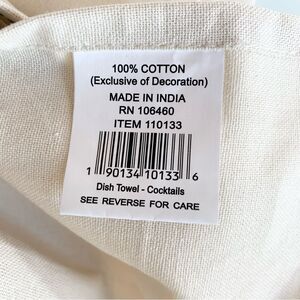 100% COTTON
(Exclusive of Decoration)
MADE IN INDIA
RN 106460
ITEM 110133
1 90134 10133 6
Dish Towel - Cocktails
SEE REVERSE FOR CARE